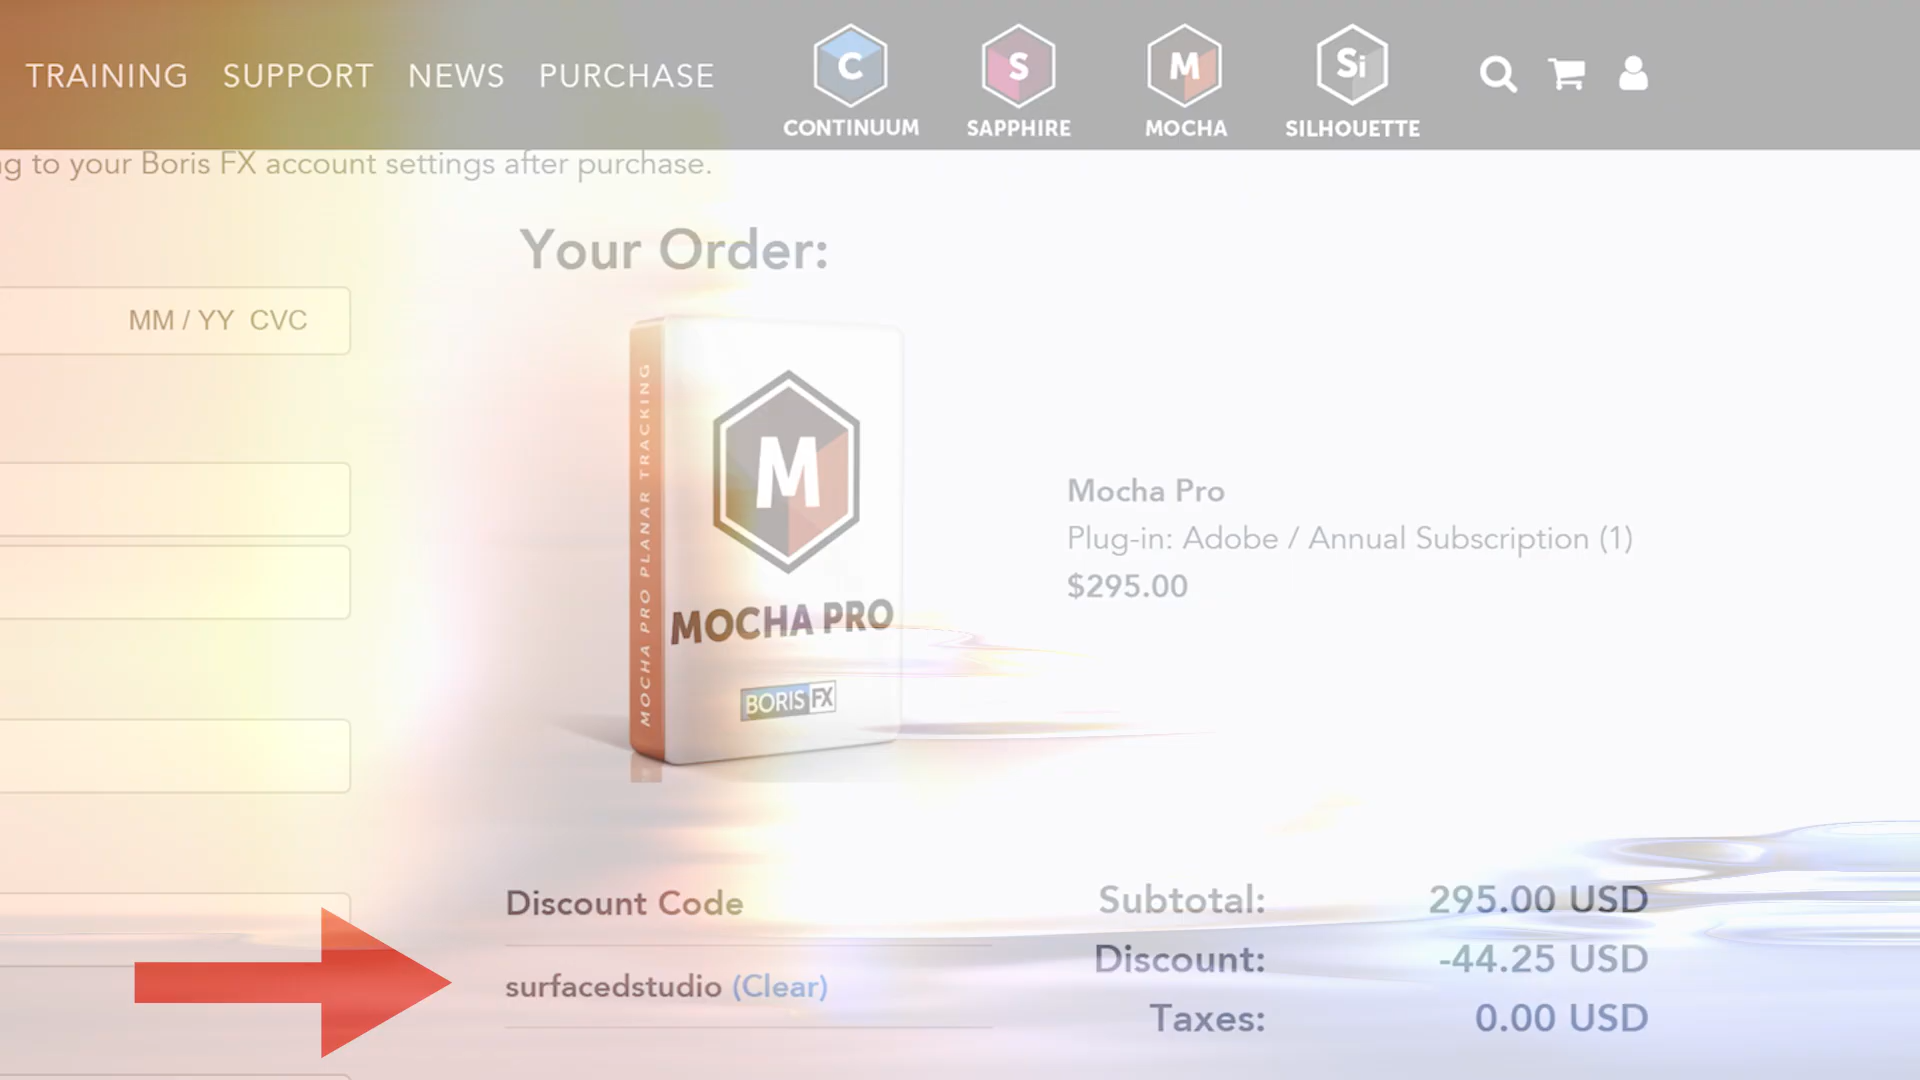 TRAINING SUPPORT NEWS PURCHASE
C S M Si
CONTINUUM SAPPHIRE MOCHA SILHOUETTE
ng to your Boris FX account settings after purchase.
Your Order:
MM / YY CVC
MOCHA PRO PLANAR TRACKING
M
MOCHA PRO
BORIS FX
Mocha Pro
Plug-in: Adobe / Annual Subscription (1)
$295.00
Discount Code
surfacedstudio (Clear)
Subtotal: 295.00 USD
Discount: -44.25 USD
Taxes: 0.00 USD